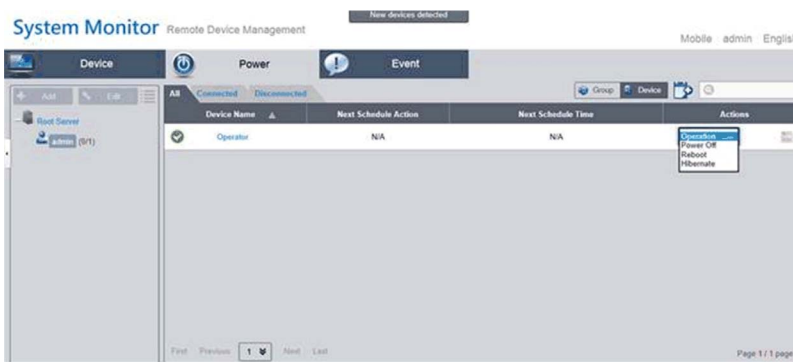 New devices detected
System Monitor Remote Device Management
Mobile admin English
Device Power Event
Add Edit All Connected Disconnected Group Device
Device Name Next Schedule Action Next Schedule Time Actions
Root Server
admin (0/1)
Operator N/A N/A Operation ...
Power Off
Reboot
Hibernate
First Previous 1 Next Last Page 1 / 1 page